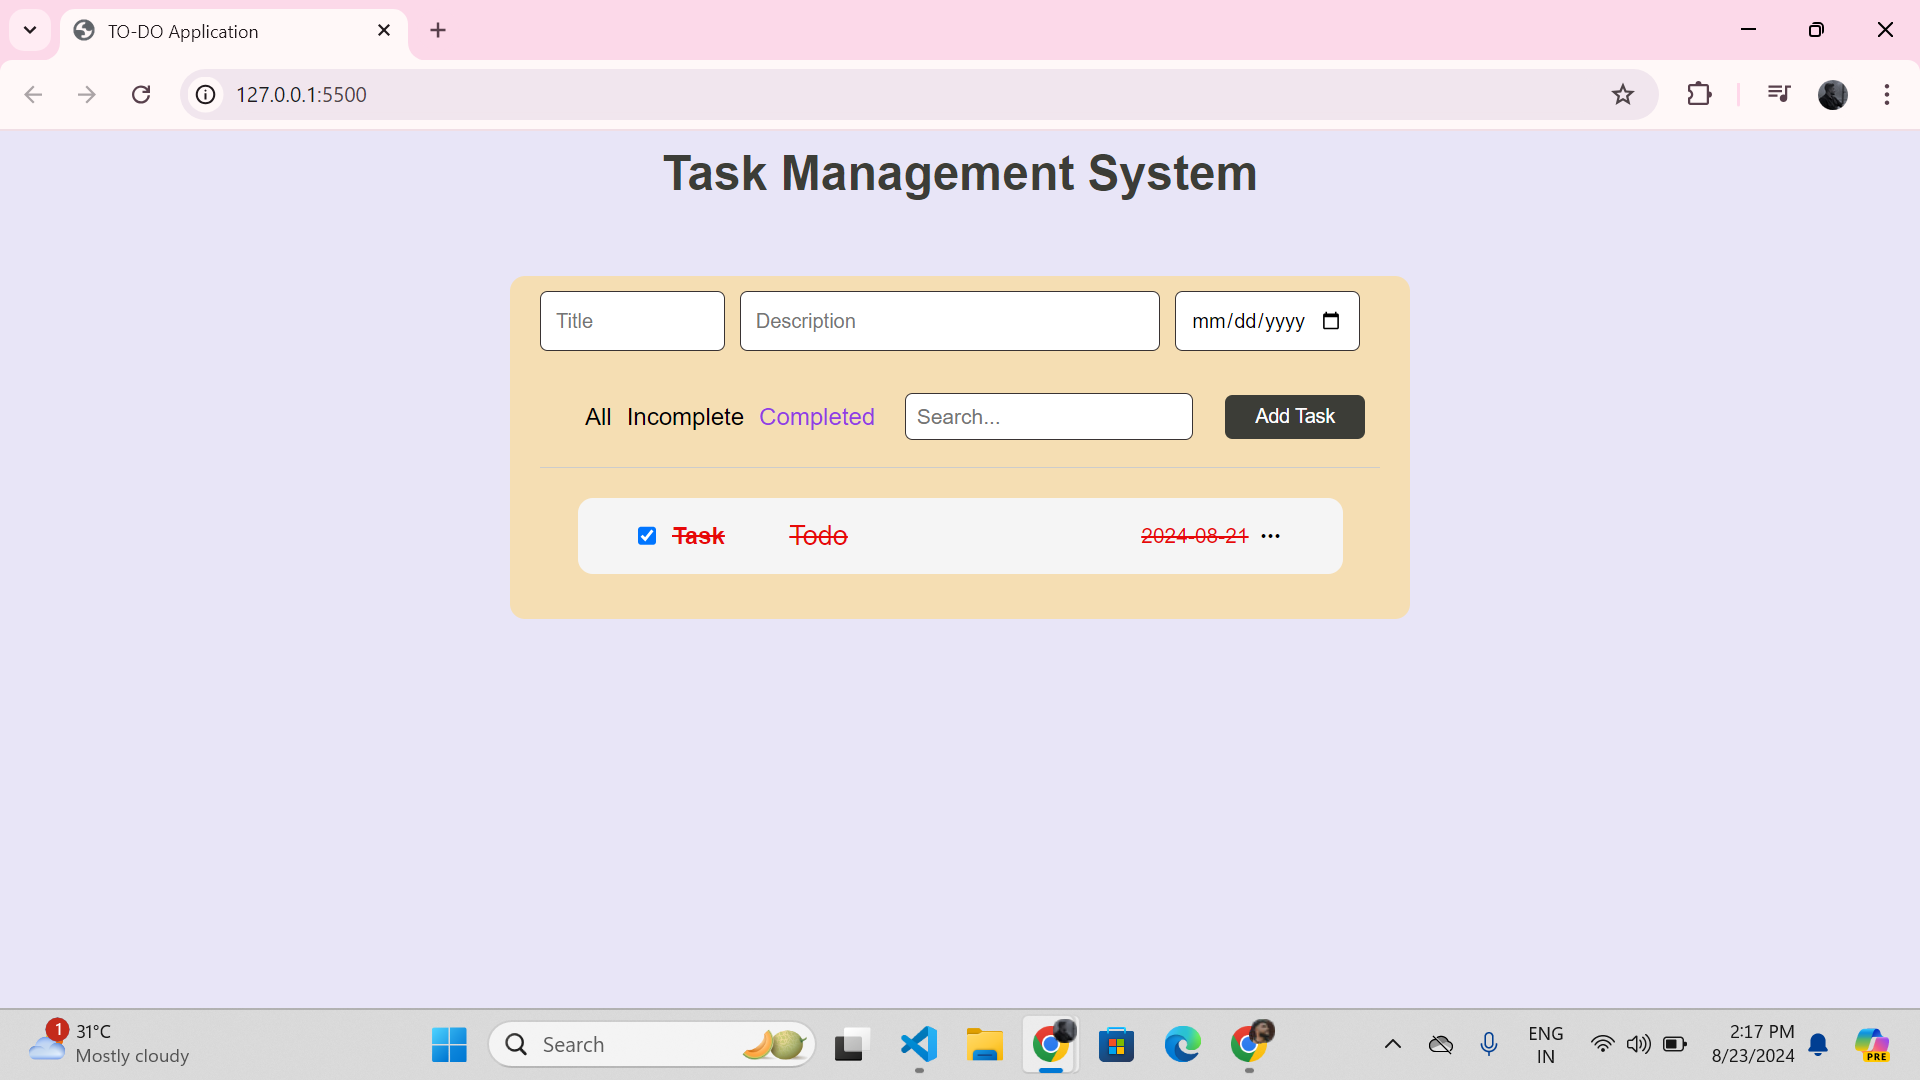 TO-DO Application
127.0.0.1:5500
Task Management System
Title
Description
mm/dd/yyyy
All Incomplete Completed
Search...
Add Task
Task Todo 2024-08-21
1
31°C
Mostly cloudy
Search
ENG
IN
2:17 PM
8/23/2024
PRE